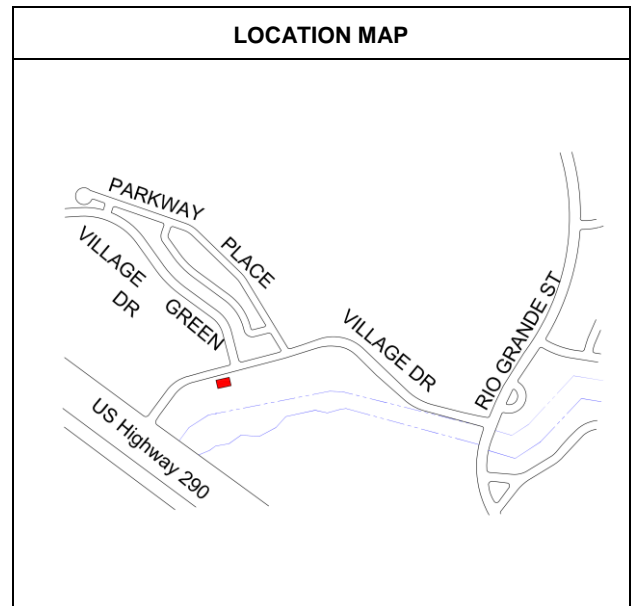 LOCATION MAP
PARKWAY
PLACE
VILLAGE
DR
GREEN
VILLAGE DR
RIO GRANDE ST
US Highway 290